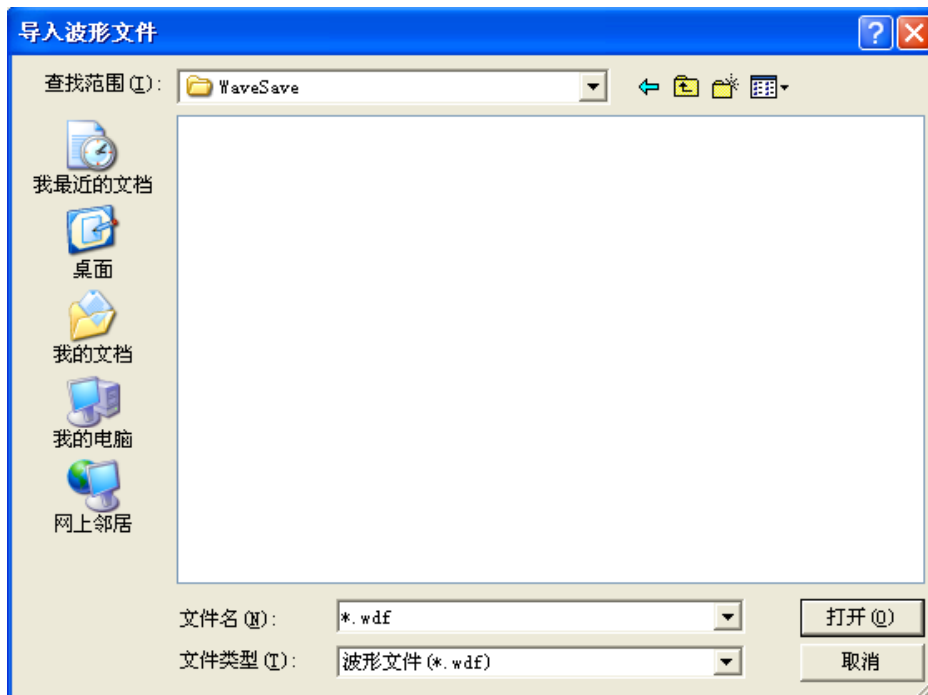 导入波形文件
查找范围(I): WaveSave
我最近的文档
桌面
我的文档
我的电脑
网上邻居
文件名(N): *.wdf 打开(O)
文件类型(T): 波形文件(*.wdf) 取消